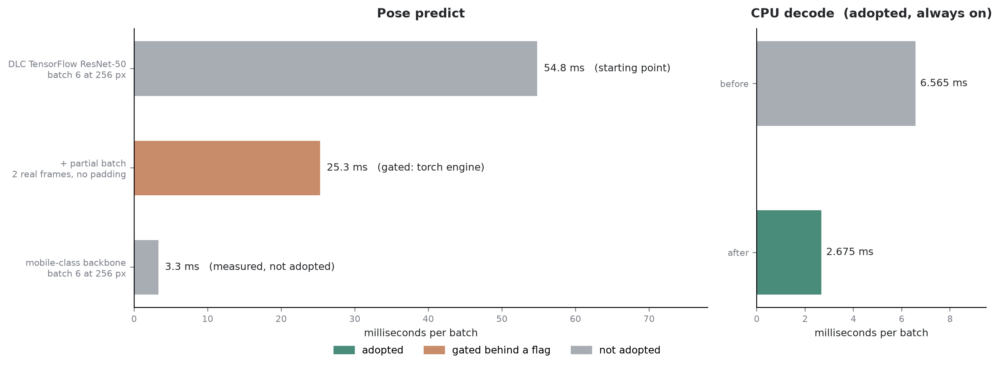 Pose predict
DLC TensorFlow ResNet-50
batch 6 at 256 px
54.8 ms (starting point)
+ partial batch
2 real frames, no padding
25.3 ms (gated: torch engine)
mobile-class backbone
batch 6 at 256 px
3.3 ms (measured, not adopted)
0 10 20 30 40 50 60 70
milliseconds per batch
CPU decode (adopted, always on)
before
6.565 ms
after
2.675 ms
0 2 4 6 8
milliseconds per batch
adopted gated behind a flag not adopted